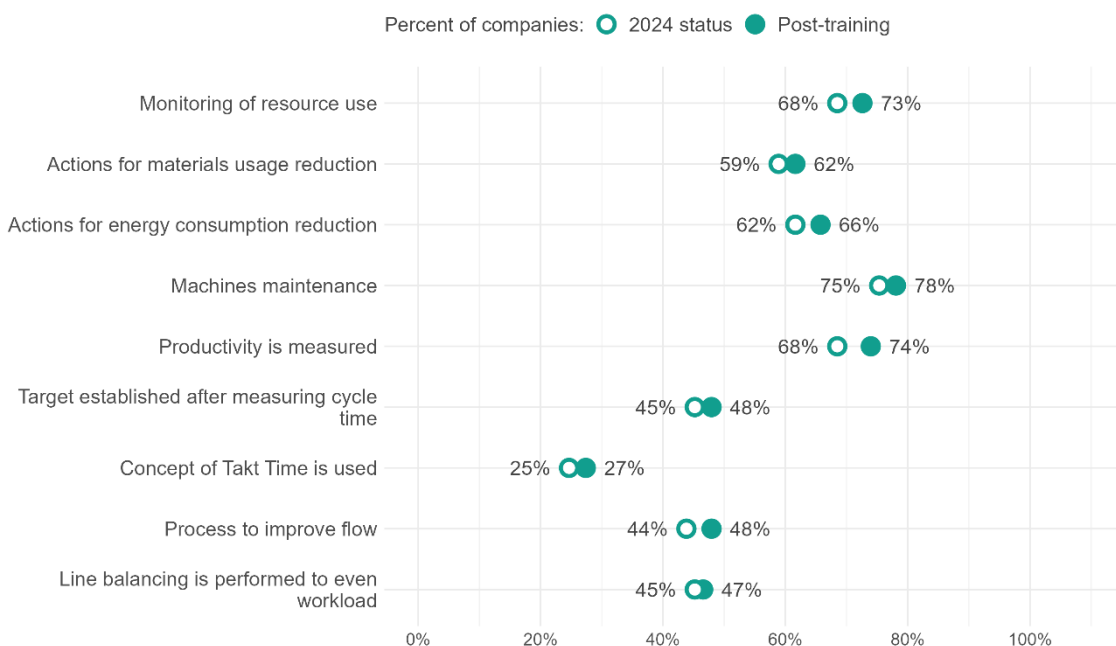 Percent of companies: 2024 status Post-training
Monitoring of resource use 68% 73%
Actions for materials usage reduction 59% 62%
Actions for energy consumption reduction 62% 66%
Machines maintenance 75% 78%
Productivity is measured 68% 74%
Target established after measuring cycle
time
45% 48%
Concept of Takt Time is used 25% 27%
Process to improve flow 44% 48%
Line balancing is performed to even
workload
45% 47%
0% 20% 40% 60% 80% 100%